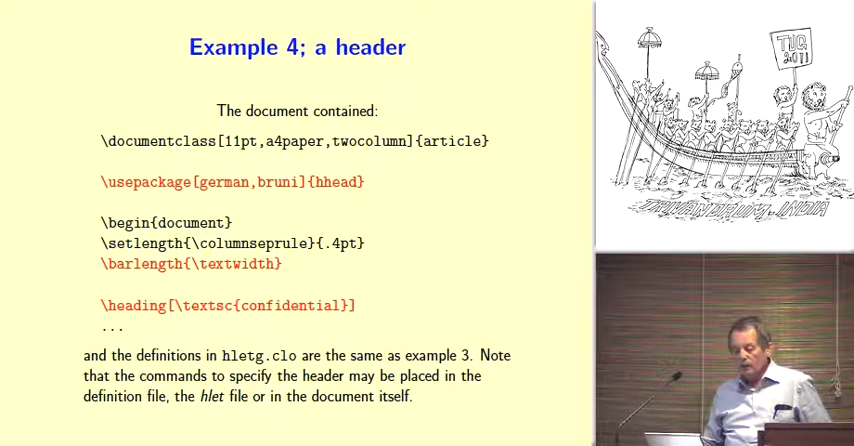 Example 4; a header
The document contained:
\documentclass[11pt,a4paper,twocolumn]{article}
\usepackage[german,bruni]{hhead}
\begin{document}
\setlength{\columnseprule}{.4pt}
\barlength{\textwidth}
\heading[\textsc{confidential}]
...
and the definitions in hletg.clo are the same as example 3. Note
that the commands to specify the header may be placed in the
definition file, the hlet file or in the document itself.
TUG
2011
TRIVANDRUM-INDIA